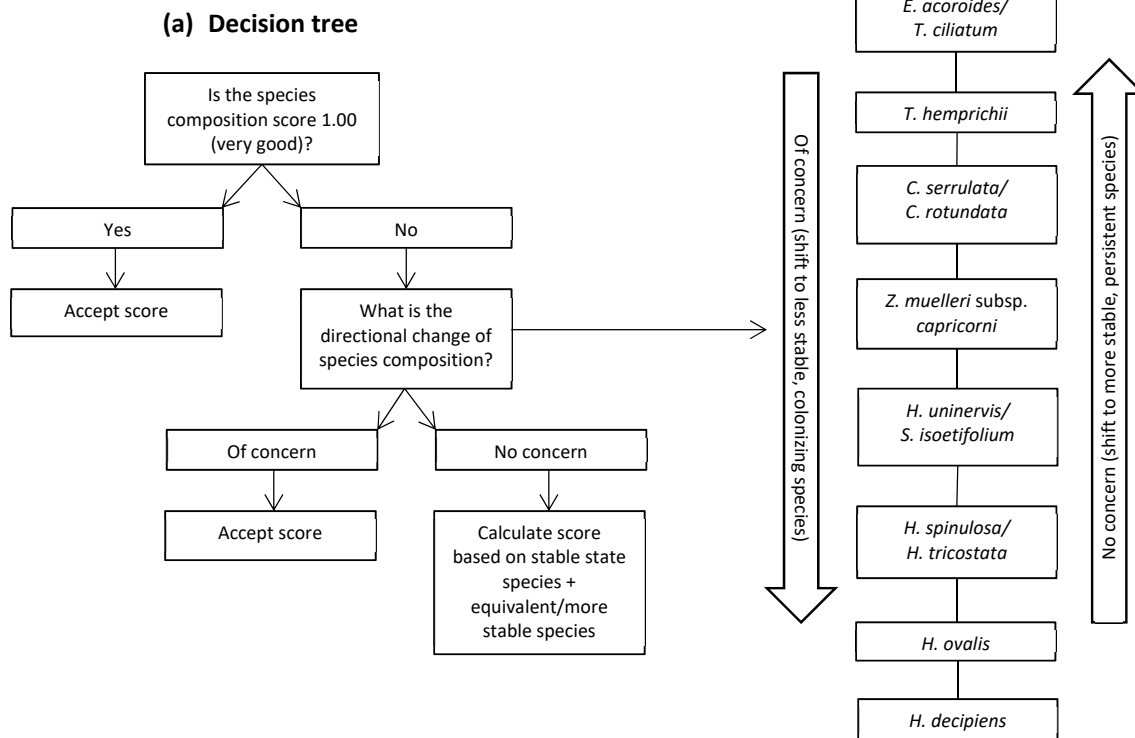 (a) Decision tree
Is the species
composition score 1.00
(very good)?
Yes
No
Accept score
What is the
directional change of
species composition?
Of concern
No concern
Accept score
Calculate score
based on stable state
species +
equivalent/more
stable species
Of concern (shift to less stable, colonizing species)
E. acoroides/
T. ciliatum
T. hemprichii
C. serrulata/
C. rotundata
Z. muelleri subsp.
capricorni
H. uninervis/
S. isoetifolium
H. spinulosa/
H. tricostata
H. ovalis
H. decipiens
No concern (shift to more stable, persistent species)